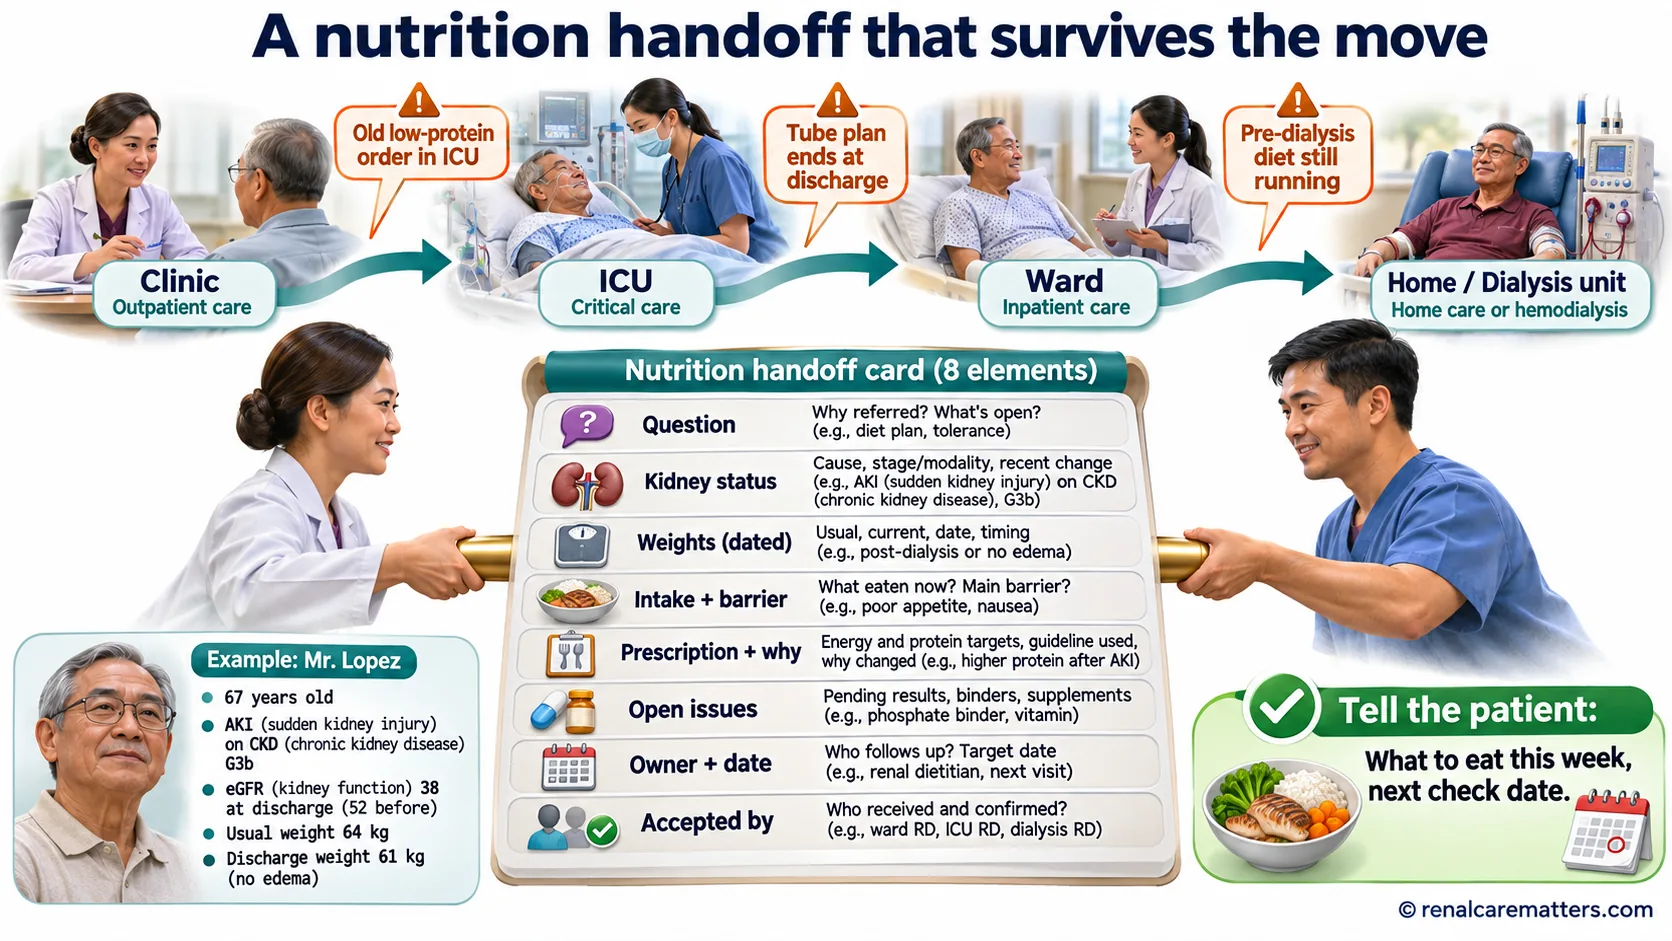 A nutrition handoff that survives the move
Old low-protein
order in ICU
Tube plan
ends at
discharge
Pre-dialysis
diet still
running
Clinic
Outpatient care
ICU
Critical care
Ward
Inpatient care
Home / Dialysis unit
Home care or hemodialysis
Nutrition handoff card (8 elements)
?
Question
Why referred? What's open?
(e.g., diet plan, tolerance)
Kidney status
Cause, stage/modality, recent change
(e.g., AKI (sudden kidney injury) on CKD
(chronic kidney disease), G3b)
Weights (dated)
Usual, current, date, timing
(e.g., post-dialysis or no edema)
Intake + barrier
What eaten now? Main barrier?
(e.g., poor appetite, nausea)
Prescription + why
Energy and protein targets, guideline used,
why changed (e.g., higher protein after AKI)
Open issues
Pending results, binders, supplements
(e.g., phosphate binder, vitamin)
Owner + date
Who follows up? Target date
(e.g., renal dietitian, next visit)
Accepted by
Who received and confirmed?
(e.g., ward RD, ICU RD, dialysis RD)
Example: Mr. Lopez
67 years old
AKI (sudden kidney injury)
on CKD (chronic kidney disease)
G3b
eGFR (kidney function) 38
at discharge (52 before)
Usual weight 64 kg
Discharge weight 61 kg
(no edema)
Tell the patient:
What to eat this week,
next check date.
© renalcarematters.com